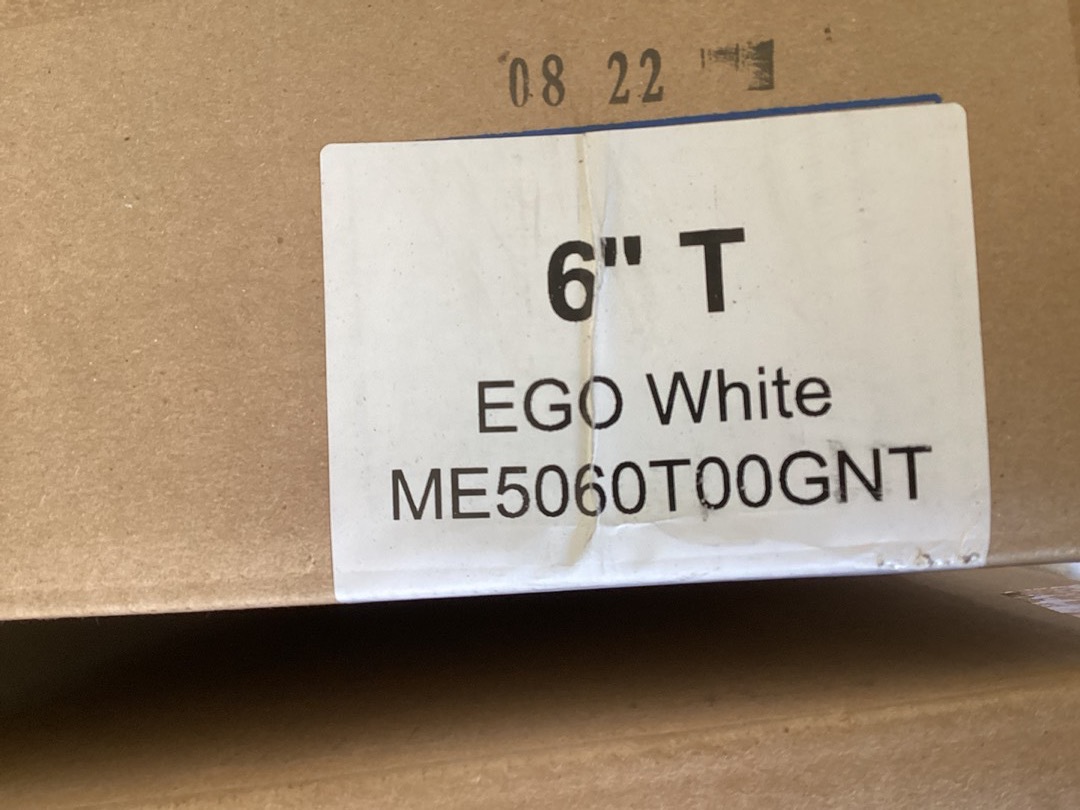 08 22
6" T
EGO White
ME5060T00GNT